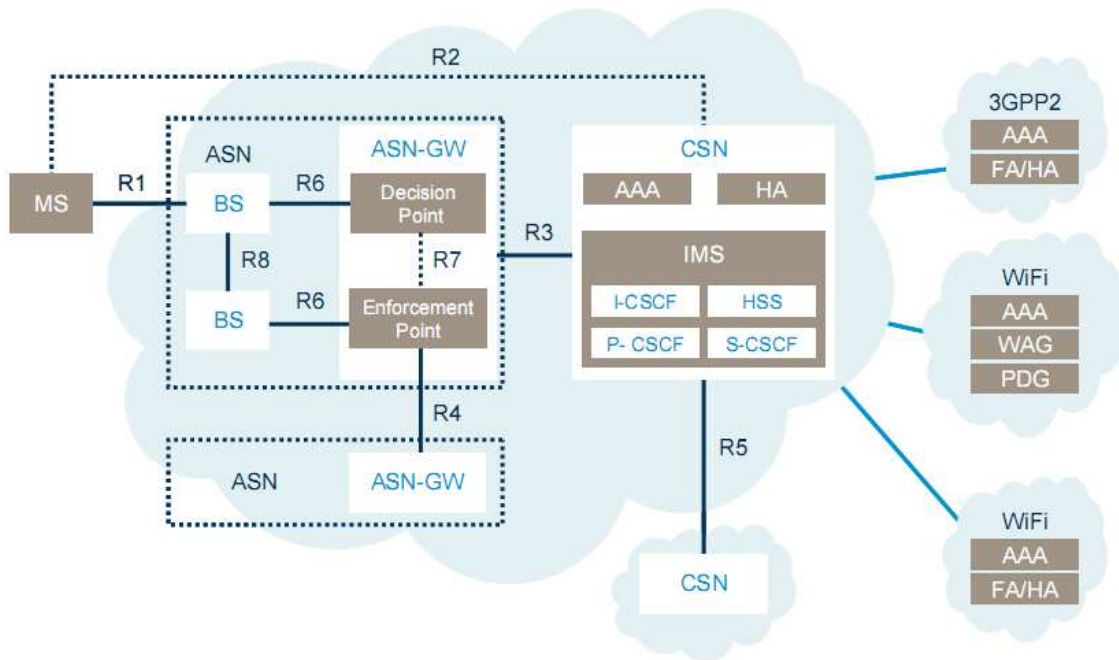 R2
3GPP2
AAA
FA/HA
ASN
ASN-GW
CSN
MS
R1
BS
R6
Decision
Point
AAA
HA
R8
R7
R3
IMS
BS
R6
Enforcement
Point
I-CSCF
HSS
P- CSCF
S-CSCF
WiFi
AAA
WAG
PDG
R4
R5
ASN
ASN-GW
CSN
WiFi
AAA
FA/HA